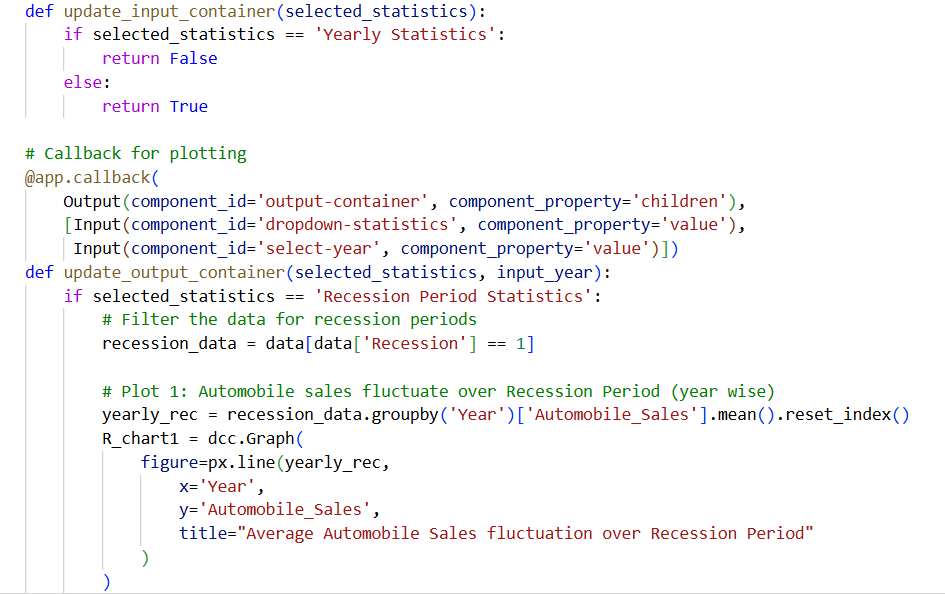 def update_input_container(selected_statistics):
    if selected_statistics == 'Yearly Statistics':
        return False
    else:
        return True

# Callback for plotting
@app.callback(
    Output(component_id='output-container', component_property='children'),
    [Input(component_id='dropdown-statistics', component_property='value'),
     Input(component_id='select-year', component_property='value')])
def update_output_container(selected_statistics, input_year):
    if selected_statistics == 'Recession Period Statistics':
        # Filter the data for recession periods
        recession_data = data[data['Recession'] == 1]

        # Plot 1: Automobile sales fluctuate over Recession Period (year wise)
        yearly_rec = recession_data.groupby('Year')['Automobile_Sales'].mean().reset_index()
        R_chart1 = dcc.Graph(
            figure=px.line(yearly_rec,
                x='Year',
                y='Automobile_Sales',
                title="Average Automobile Sales fluctuation over Recession Period"
            )
        )